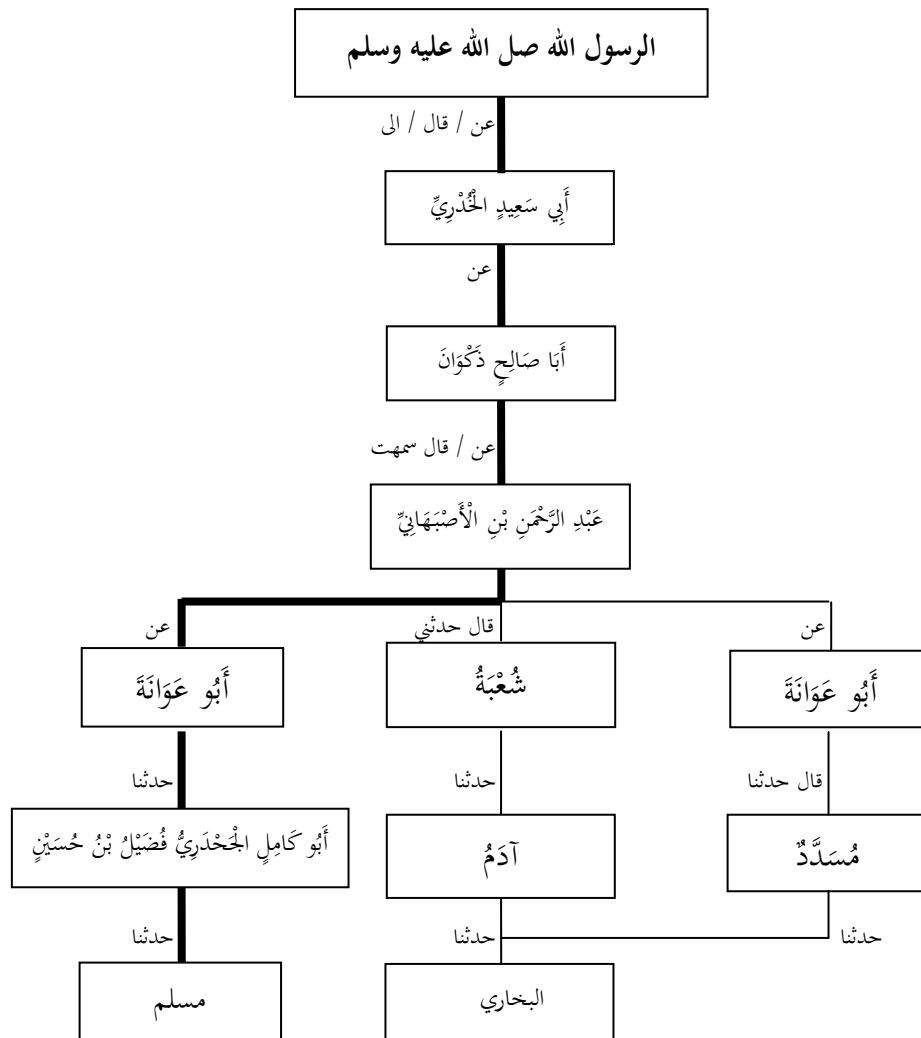 الرسول الله صل الله عليه وسلم
عن / قال / الى
أَبِي سَعِيدٍ الْخُدْرِيِّ
عن
أَبَا صَالِحٍ ذَكْوَانَ
عن / قال سمهت
عَبْدِ الرَّحْمَنِ بْنِ الْأَصْبَهَانِيِّ
عن
قال حدثني
عن
أَبُو عَوَانَةَ
شُعْبَةُ
أَبُو عَوَانَةَ
قال حدثنا
حدثنا
حدثنا
مُسَدَّدٌ
آدَمُ
أَبُو كَامِلٍ الْجَحْدَرِيُّ فُضَيْلُ بْنُ حُسَيْنٍ
حدثنا
حدثنا
حدثنا
البخاري
مسلم